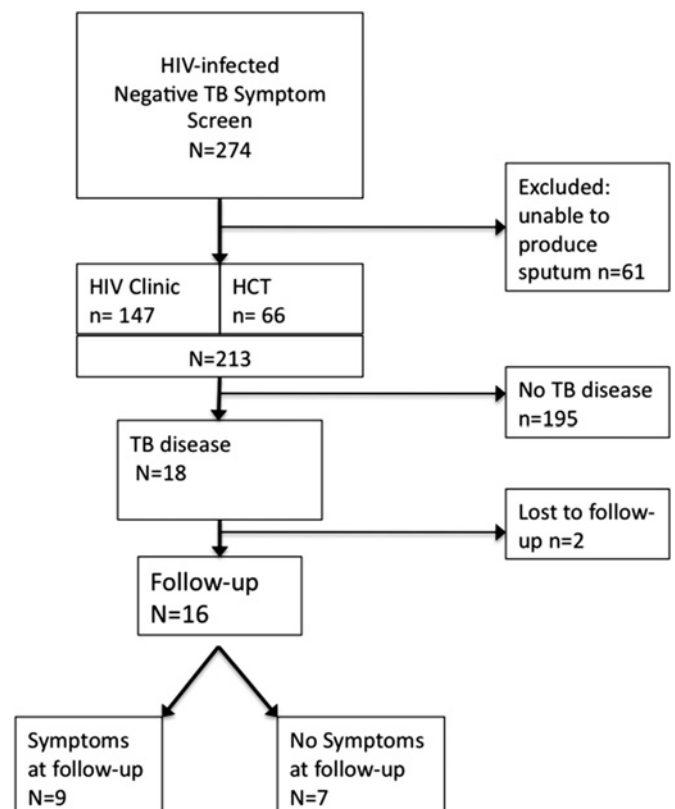 HIV-infected
Negative TB Symptom
Screen
N=274
Excluded:
unable to
produce
sputum n=61
HIV Clinic
n= 147
HCT
n= 66
N=213
No TB disease
n=195
TB disease
N=18
Lost to follow-
up n=2
Follow-up
N=16
Symptoms
at follow-up
N=9
No Symptoms
at follow-up
N=7